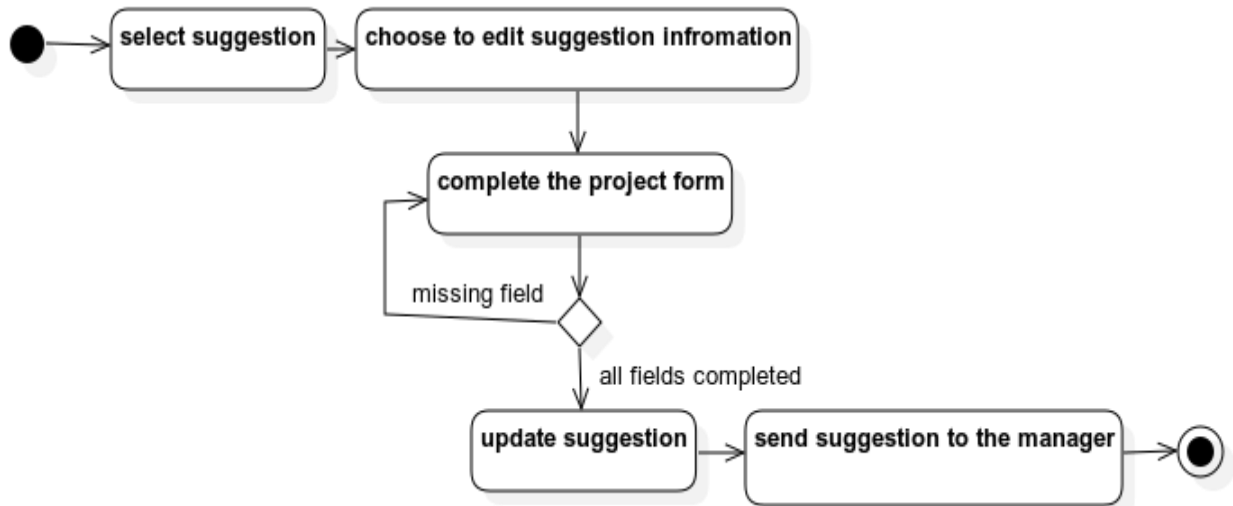 select suggestion
choose to edit suggestion infromation
complete the project form
missing field
all fields completed
update suggestion
send suggestion to the manager